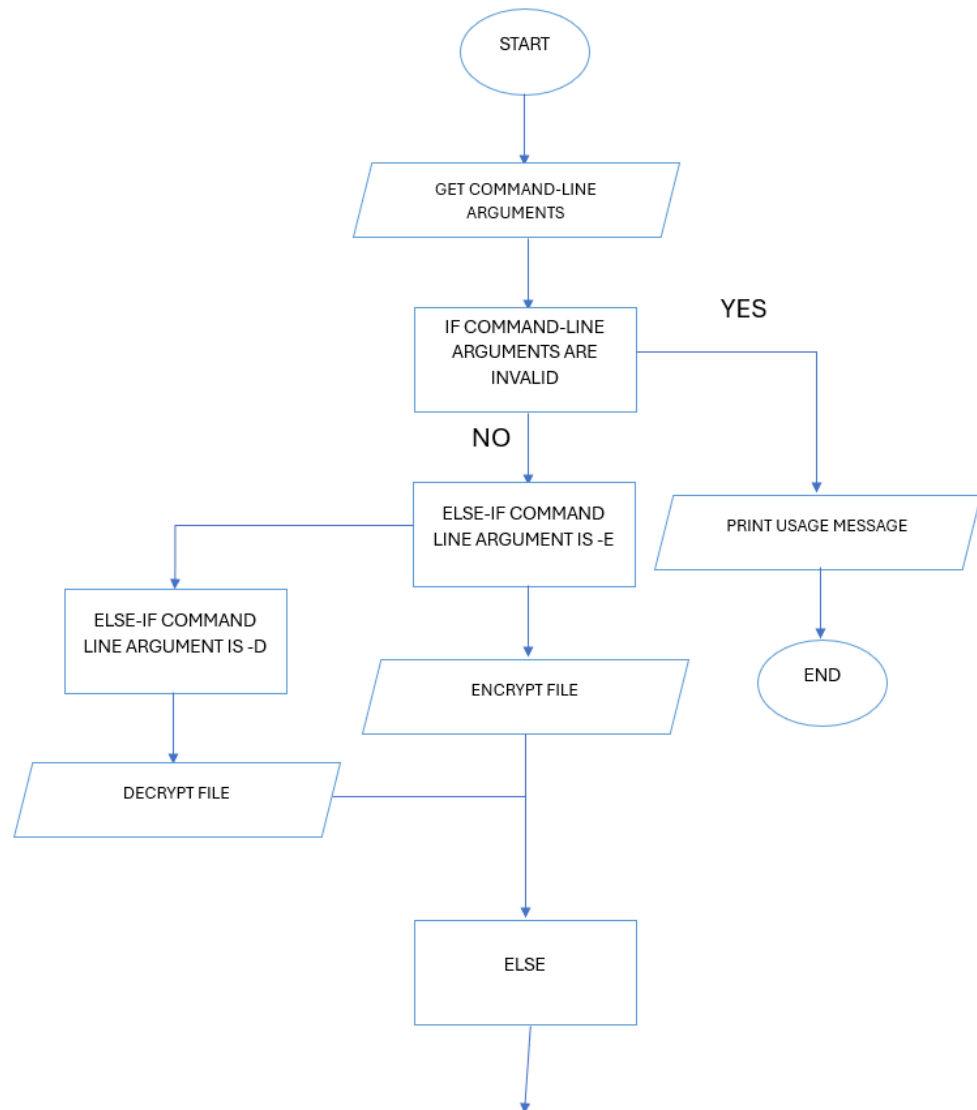 START
GET COMMAND-LINE
ARGUMENTS
IF COMMAND-LINE
ARGUMENTS ARE
INVALID
YES
NO
ELSE-IF COMMAND
LINE ARGUMENT IS -E
PRINT USAGE MESSAGE
ELSE-IF COMMAND
LINE ARGUMENT IS -D
ENCRYPT FILE
END
DECRYPT FILE
ELSE